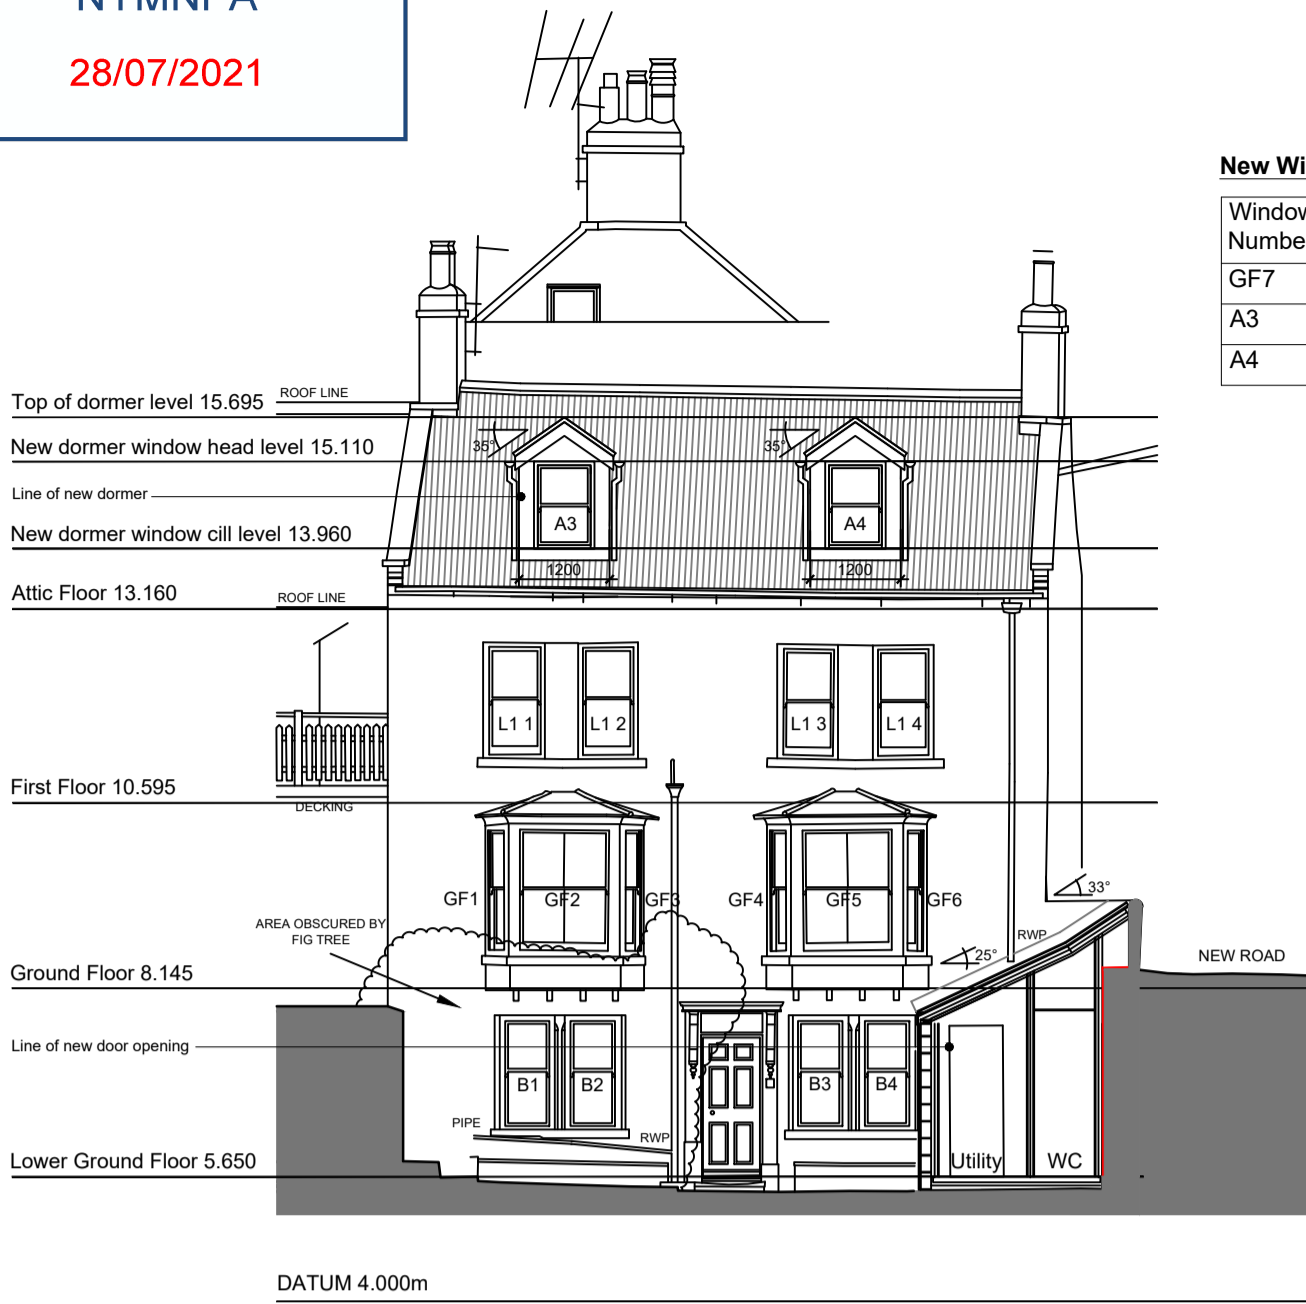 28/07/2021
New
Window
GF7
A3
A4
ROOF LINE
Top of dormer level 15.695
New dormer window head level 15.110
35°
35°
Line of new dormer
A3
A4
New dormer window cill level 13.960
1200
1200
Attic Floor 13.160
ROOF LINE
L1 1
L1 2
L1 3
L1 4
First Floor 10.595
DECKING
GF1
GF2
GF3
GF4
GF5
GF6
33°
AREA OBSCURED BY
FIG TREE
RWP
25°
NEW ROAD
Ground Floor 8.145
Line of new door opening
B1
B2
B3
B4
PIPE
RWP
Lower Ground Floor 5.650
Utility
WC
DATUM 4.000m